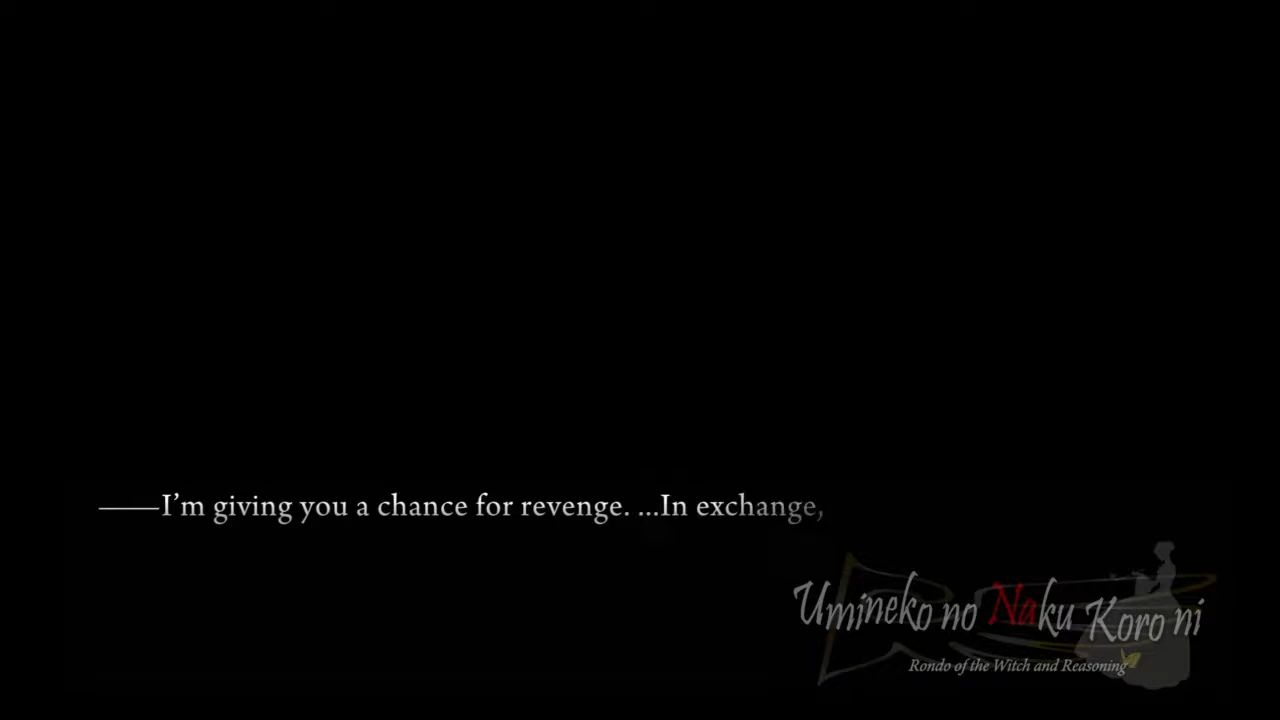 ——I’m giving you a chance for revenge. ...In exchange,
Umineko no Naku Koro ni
Rondo of the Witch and Reasoning